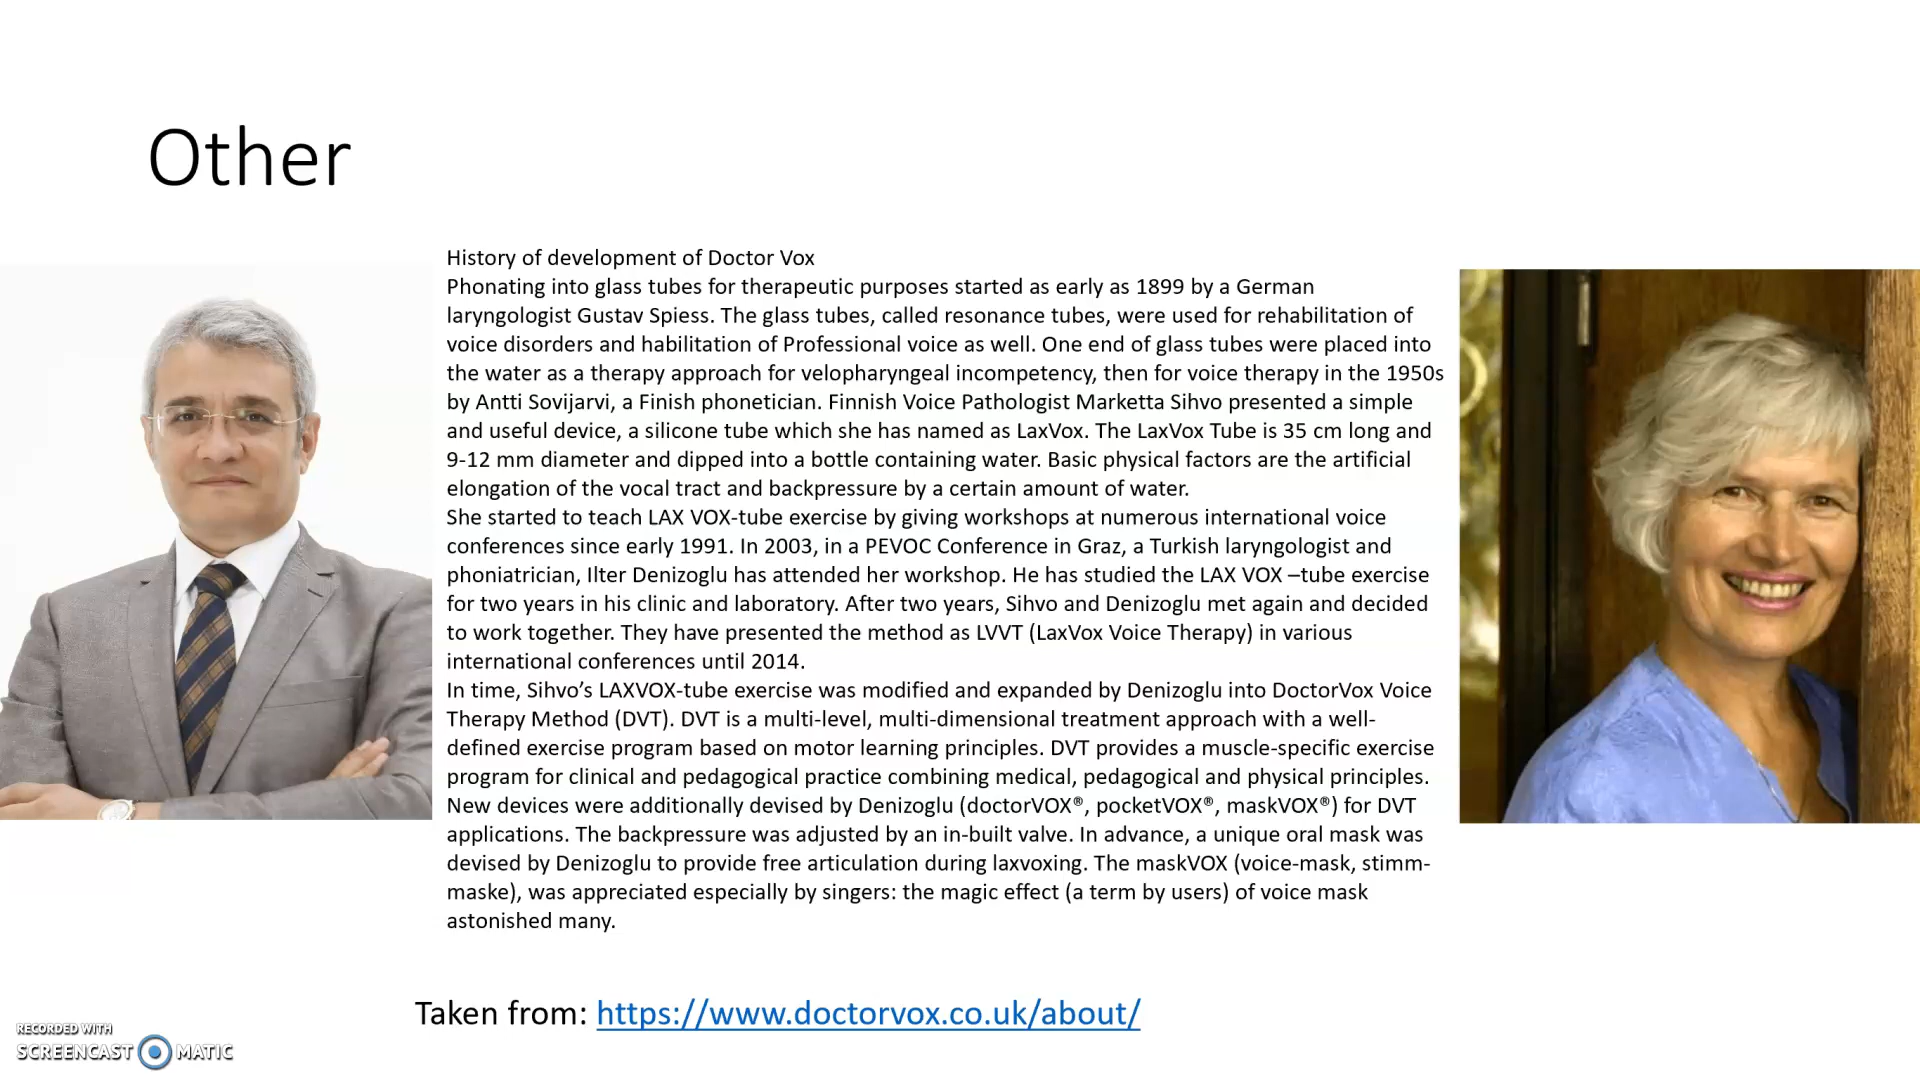 Other
History of development of Doctor Vox
Phonating into glass tubes for therapeutic purposes started as early as 1899 by a German
laryngologist Gustav Spiess. The glass tubes, called resonance tubes, were used for rehabilitation of
voice disorders and habilitation of Professional voice as well. One end of glass tubes were placed into
the water as a therapy approach for velopharyngeal incompetency, then for voice therapy in the 1950s
by Antti Sovijarvi, a Finish phonetician. Finnish Voice Pathologist Marketta Sihvo presented a simple
and useful device, a silicone tube which she has named as LaxVox. The LaxVox Tube is 35 cm long and
9-12 mm diameter and dipped into a bottle containing water. Basic physical factors are the artificial
elongation of the vocal tract and backpressure by a certain amount of water.
She started to teach LAX VOX-tube exercise by giving workshops at numerous international voice
conferences since early 1991. In 2003, in a PEVOC Conference in Graz, a Turkish laryngologist and
phoniatrician, Ilter Denizoglu has attended her workshop. He has studied the LAX VOX –tube exercise
for two years in his clinic and laboratory. After two years, Sihvo and Denizoglu met again and decided
to work together. They have presented the method as LVVT (LaxVox Voice Therapy) in various
international conferences until 2014.
In time, Sihvo’s LAXVOX-tube exercise was modified and expanded by Denizoglu into DoctorVox Voice
Therapy Method (DVT). DVT is a multi-level, multi-dimensional treatment approach with a well-
defined exercise program based on motor learning principles. DVT provides a muscle-specific exercise
program for clinical and pedagogical practice combining medical, pedagogical and physical principles.
New devices were additionally devised by Denizoglu (doctorVOX®, pocketVOX®, maskVOX®) for DVT
applications. The backpressure was adjusted by an in-built valve. In advance, a unique oral mask was
devised by Denizoglu to provide free articulation during laxvoxing. The maskVOX (voice-mask, stimm-
maske), was appreciated especially by singers: the magic effect (a term by users) of voice mask
astonished many.
Taken from: https://www.doctorvox.co.uk/about/
RECORDED WITH
SCREENCAST MATIC